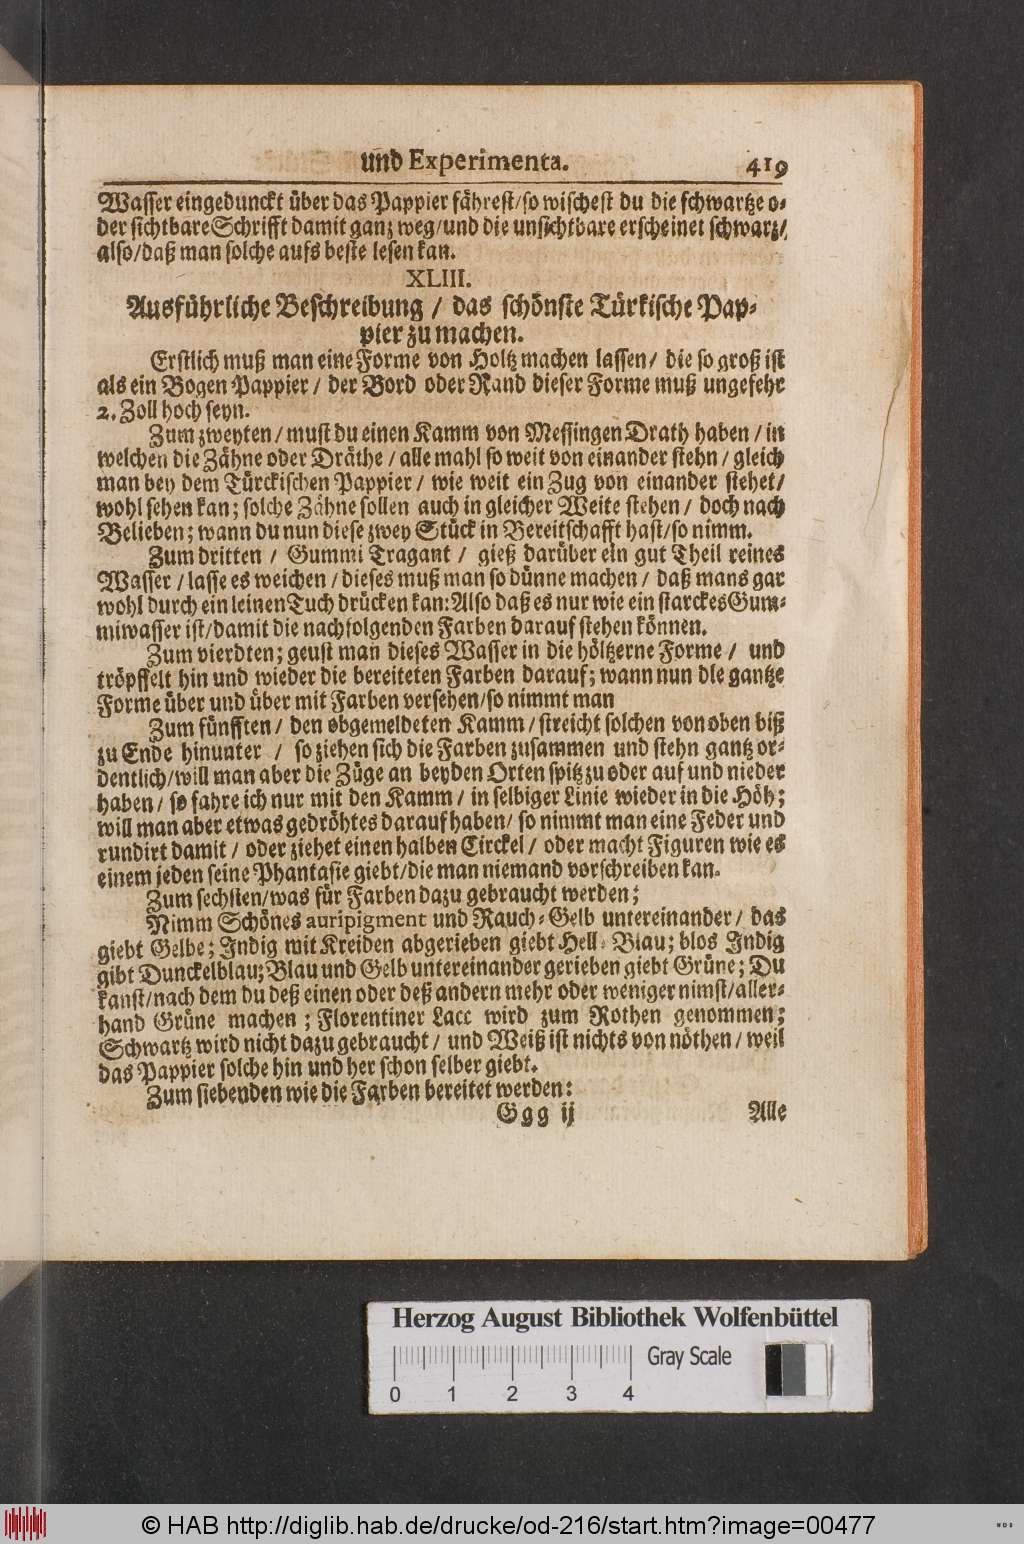 und Experimenta. 419
Wasser eingedunckt über das Pappier fährest/so wischest du die schwartze o-
der sichtbare Schrifft damit ganz weg/und die unsichtbare erscheinet schwarz/
also/daß man solche aufs beste lesen kan.
XLIII.
Ausführliche Beschreibung / das schönste Türkische Pap-
pier zu machen.
Erstlich muß man eine Forme von Holtz machen lassen/ die so groß ist
als ein Bogen Pappier / der Bord oder Rand dieser Forme muß ungefehr
2. Zoll hoch seyn.
Zum zweyten / must du einen Kamm von Messingen Drath haben / in
welchen die Zähne oder Dräthe / alle mahl so weit von einander stehn / gleich
man bey dem Türckischen Pappier / wie weit ein Zug von einander stehet/
wohl sehen kan; solche Zähne sollen auch in gleicher Weite stehen / doch nach
Belieben; wann du nun diese zwey Stück in Bereitschafft hast/so nimm.
Zum dritten / Gummi Tragant / gieß darüber ein gut Theil reines
Wasser / lasse es weichen / dieses muß man so dünne machen / daß mans gar
wohl durch ein leinen Tuch drücken kan: Also daß es nur wie ein starckes Gum-
miwasser ist/damit die nachfolgenden Farben darauf stehen können.
Zum vierdten; geust man dieses Wasser in die höltzerne Forme / und
tröpffelt hin und wieder die bereiteten Farben darauf; wann nun dle gantze
Forme über und über mit Farben versehen/so nimmt man
Zum fünfften / den obgemeldeten Kamm / streicht solchen von oben biß
zu Ende hinunter / so ziehen sich die Farben zusammen und stehn gantz or-
dentlich/will man aber die Züge an beyden Orten spitz zu oder auf und nieder
haben / so fahre ich nur mit den Kamm / in selbiger Linie wieder in die Höh;
will man aber etwas gedröhtes darauf haben/ so nimmt man eine Feder und
rundirt damit / oder ziehet einen halben Circkel / oder macht Figuren wie es
einem jeden seine Phantasie giebt/die man niemand vorschreiben kan.
Zum sechsten/was für Farben dazu gebraucht werden;
Nimm Schönes auripigment und Rauch-Gelb untereinander / das
giebt Gelbe; Indig mit Kreiden abgerieben giebt Hell-Blau; blos Indig
gibt Dunckelblau; Blau und Gelb untereinander gerieben giebt Grüne; Du
kanst/nach dem du deß einen oder deß andern mehr oder weniger nimst/aller-
hand Grüne machen; Florentiner Lacc wird zum Rothen genommen;
Schwartz wird nicht dazu gebraucht / und Weiß ist nichts von nöthen / weil
das Pappier solche hin und her schon selber giebt.
Zum siebenden wie die Farben bereitet werden:
Ggg ij Alle
Herzog August Bibliothek Wolfenbüttel
Gray Scale
0 1 2 3 4
© HAB http://diglib.hab.de/drucke/od-216/start.htm?image=00477